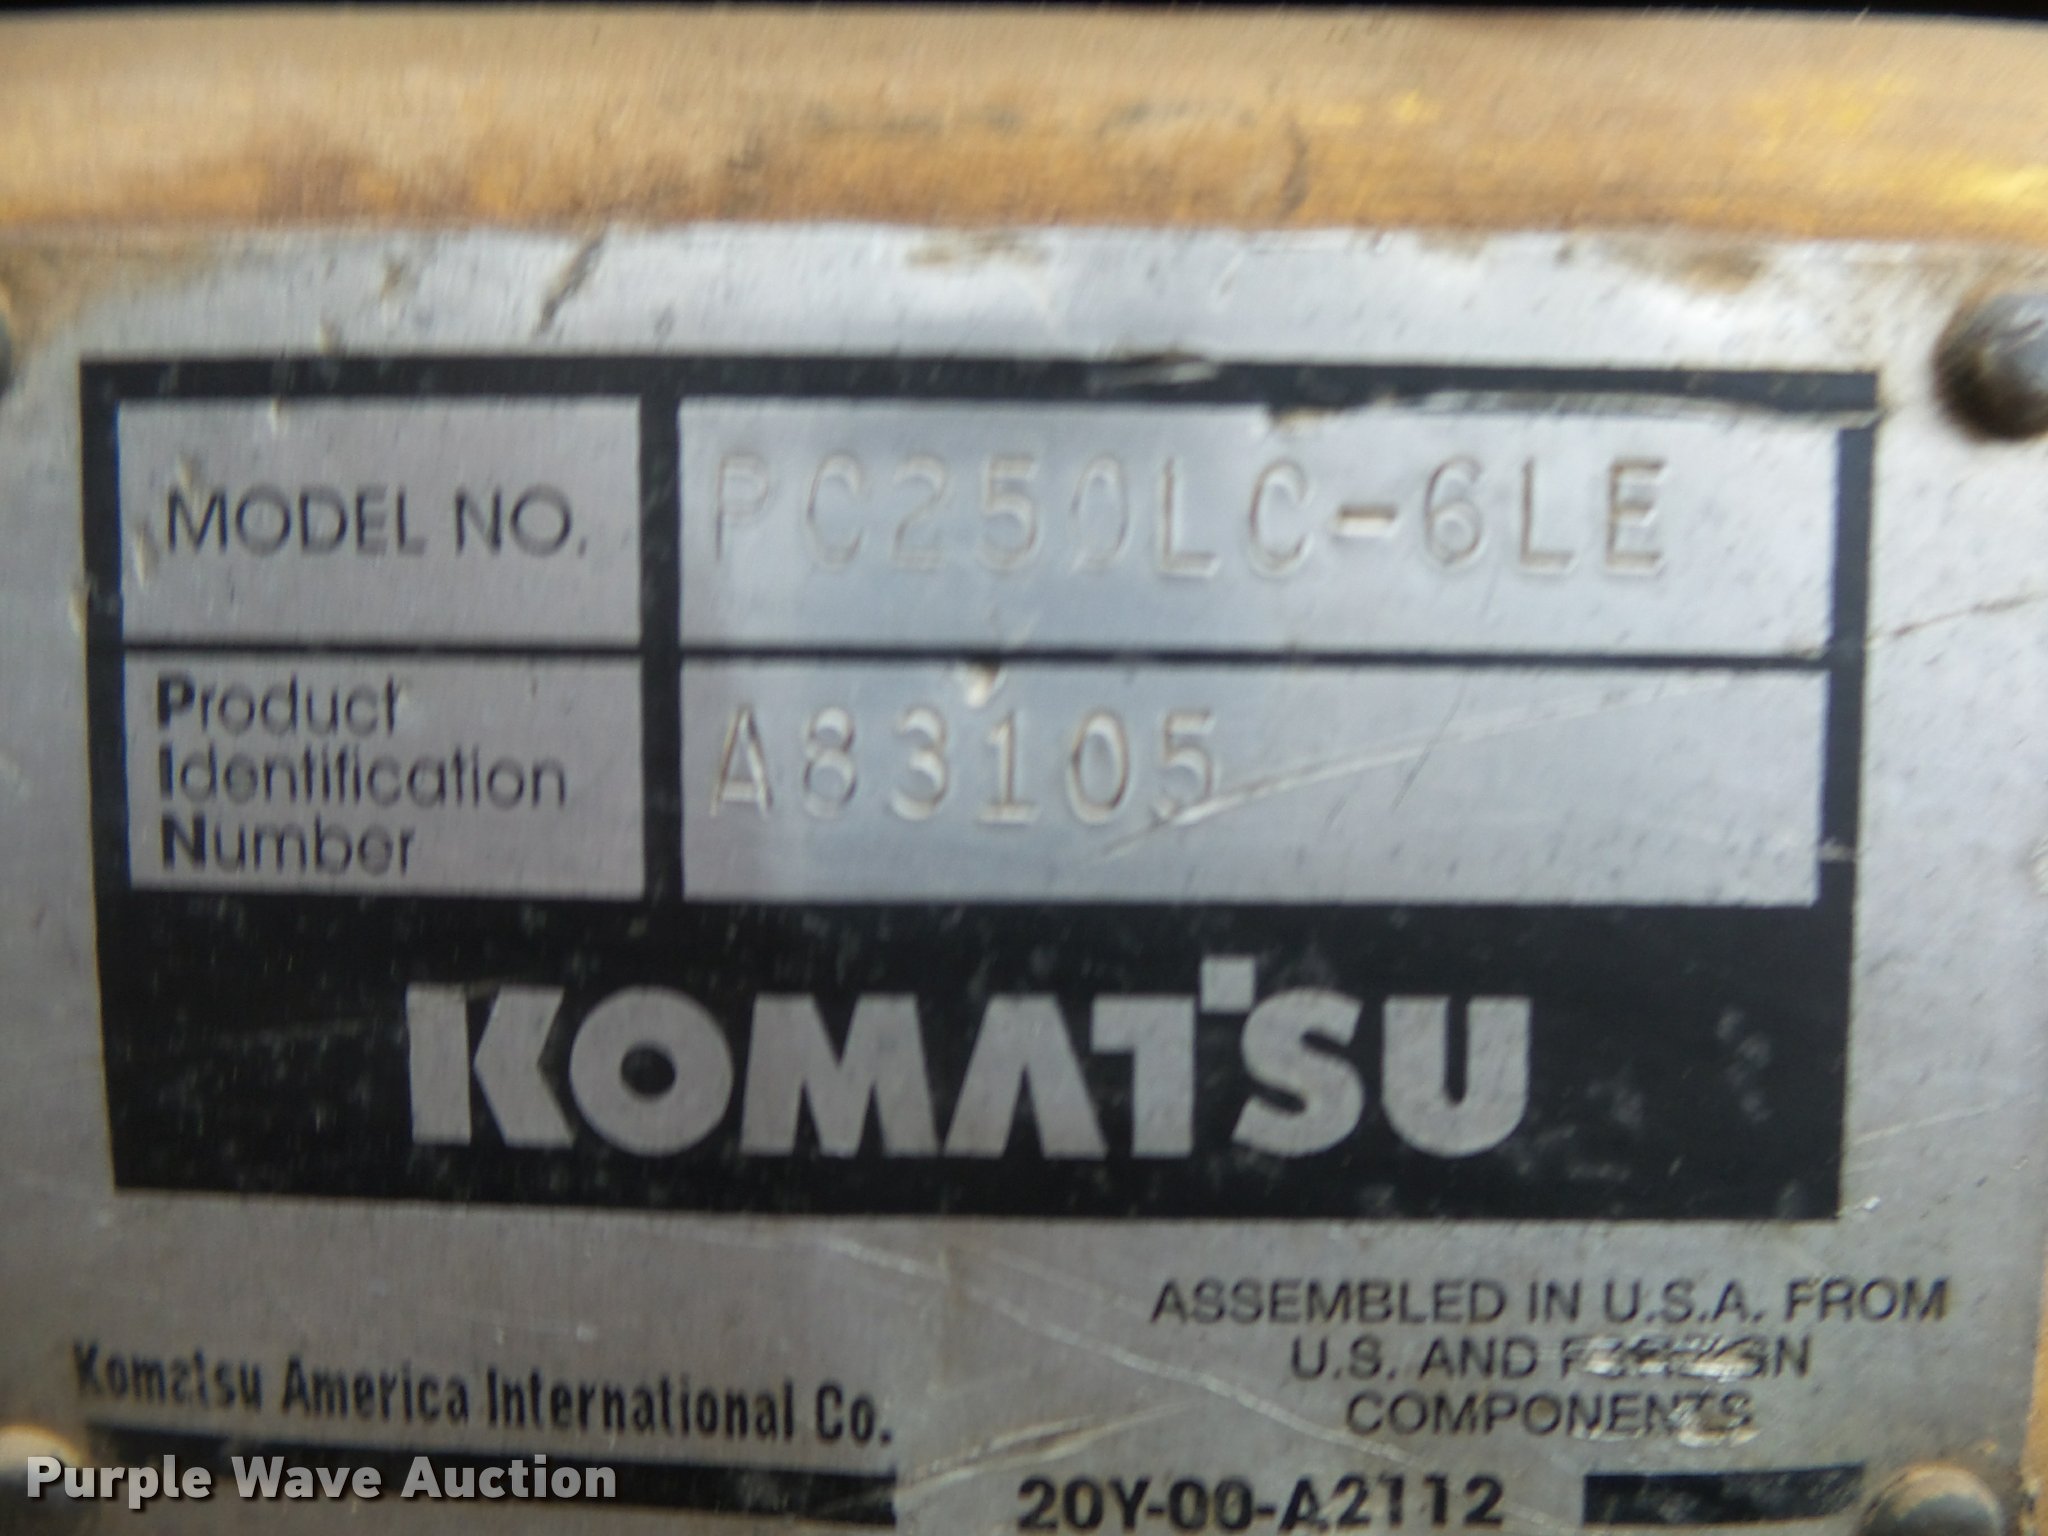 MODEL NO. PC250LC-6LE
Product
Identification
Number
A83105
KOMATSU
ASSEMBLED IN U.S.A. FROM
U.S. AND FOREIGN
COMPONENTS
Komatsu America International Co.
20Y-00-A2112
Purple Wave Auction